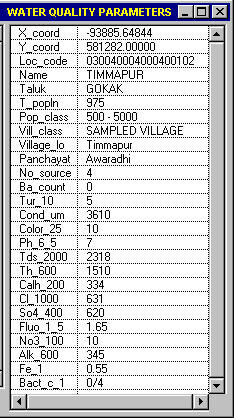 WATER QUALITY PARAMETERS
X_coord -93885.64844
Y_coord 581282.00000
Loc_code 030040004000400102
Name TIMMAPUR
Taluk GOKAK
T_popln 975
Pop_class 500 - 5000
Vill_class SAMPLED VILLAGE
Village_lo Timmapur
Panchayat Awaradhi
No_source 4
Ba_count 0
Tur_10 5
Cond_um 3610
Color_25 10
Ph_6_5 7
Tds_2000 2318
Th_600 1510
Calh_200 334
Cl_1000 631
So4_400 620
Fluo_1_5 1.65
No3_100 10
Alk_600 345
Fe_1 0.55
Bact_c_1 0/4